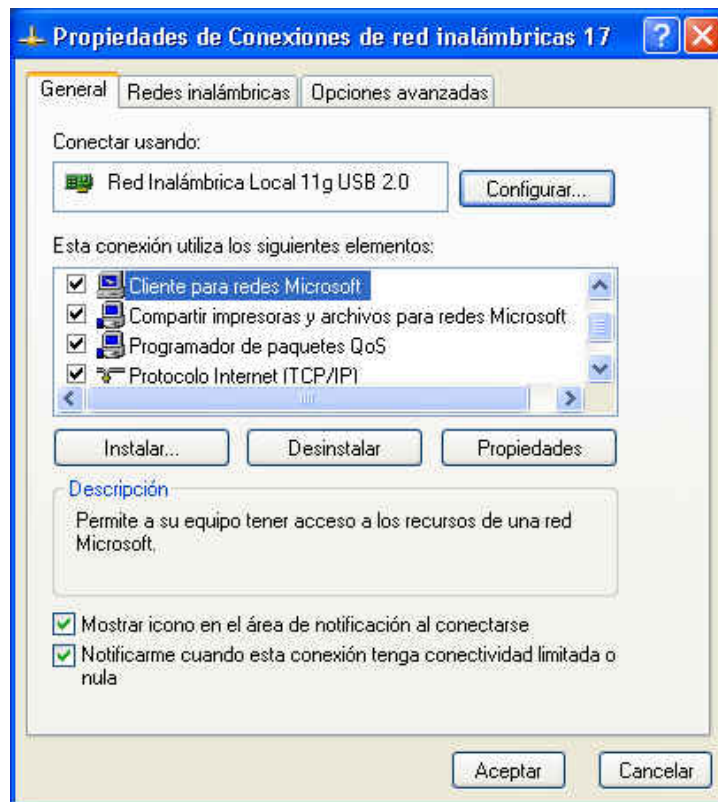 Propiedades de Conexiones de red inalámbricas 17
General Redes inalámbricas Opciones avanzadas
Conectar usando:
Red Inalámbrica Local 11g USB 2.0
Configurar...
Esta conexión utiliza los siguientes elementos:
Cliente para redes Microsoft
Compartir impresoras y archivos para redes Microsoft
Programador de paquetes QoS
Protocolo Internet (TCP/IP)
Instalar... Desinstalar Propiedades
Descripción
Permite a su equipo tener acceso a los recursos de una red
Microsoft.
Mostrar icono en el área de notificación al conectarse
Notificarme cuando esta conexión tenga conectividad limitada o
nula
Aceptar Cancelar